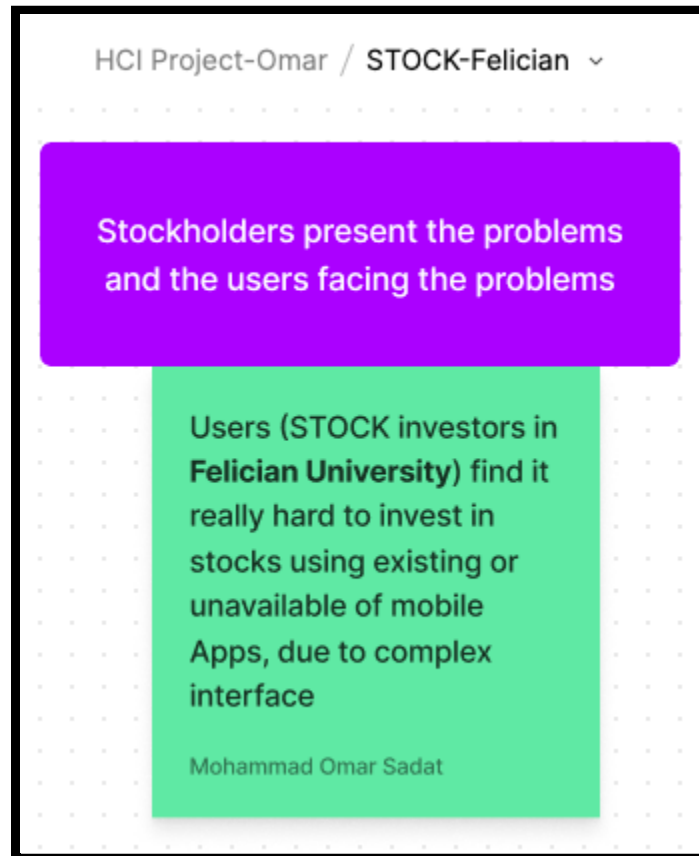 HCI Project-Omar / STOCK-Felician
Stockholders present the problems
and the users facing the problems
Users (STOCK investors in
Felician University) find it
really hard to invest in
stocks using existing or
unavailable of mobile
Apps, due to complex
interface
Mohammad Omar Sadat